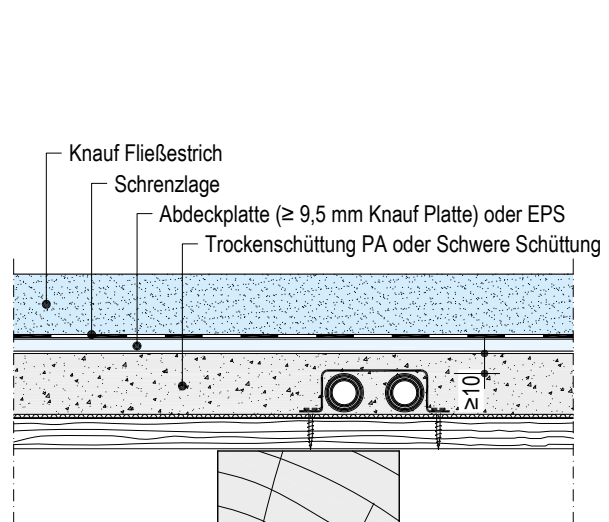 Knauf Fließestrich
Schrenzlage
Abdeckplatte (≥ 9,5 mm Knauf Platte) oder EPS
Trockenschüttung PA oder Schwere Schüttung
≥10